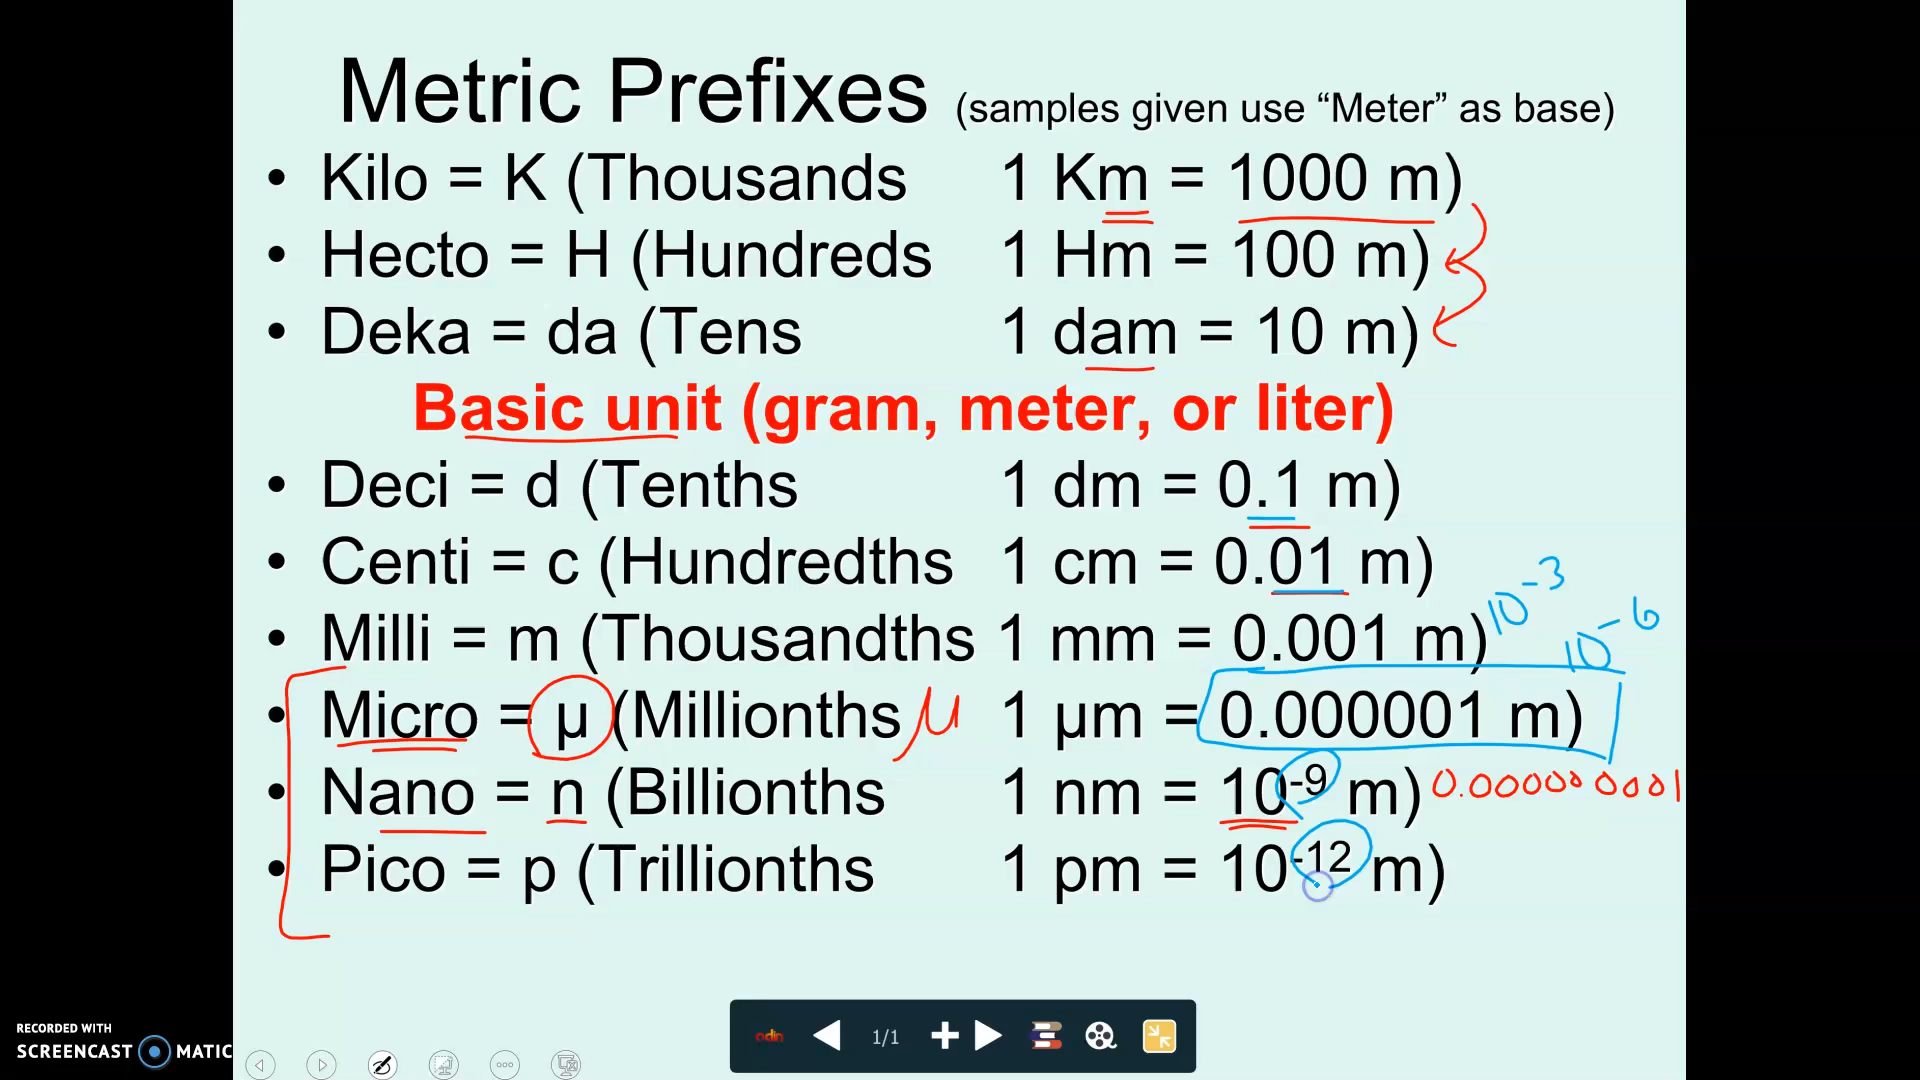 Metric Prefixes (samples given use “Meter” as base)
• Kilo = K (Thousands 1 Km = 1000 m)
• Hecto = H (Hundreds 1 Hm = 100 m)
• Deka = da (Tens 1 dam = 10 m)
Basic unit (gram, meter, or liter)
• Deci = d (Tenths 1 dm = 0.1 m)
• Centi = c (Hundredths 1 cm = 0.01 m)
• Milli = m (Thousandths 1 mm = 0.001 m) 10⁻³ 10⁻⁶
• Micro = µ (Millionths µ 1 µm = 0.000001 m)
• Nano = n (Billionths 1 nm = 10⁻⁹ m) 0.000000001
• Pico = p (Trillionths 1 pm = 10⁻¹² m)
RECORDED WITH
SCREENCAST MATIC
odin 1/1